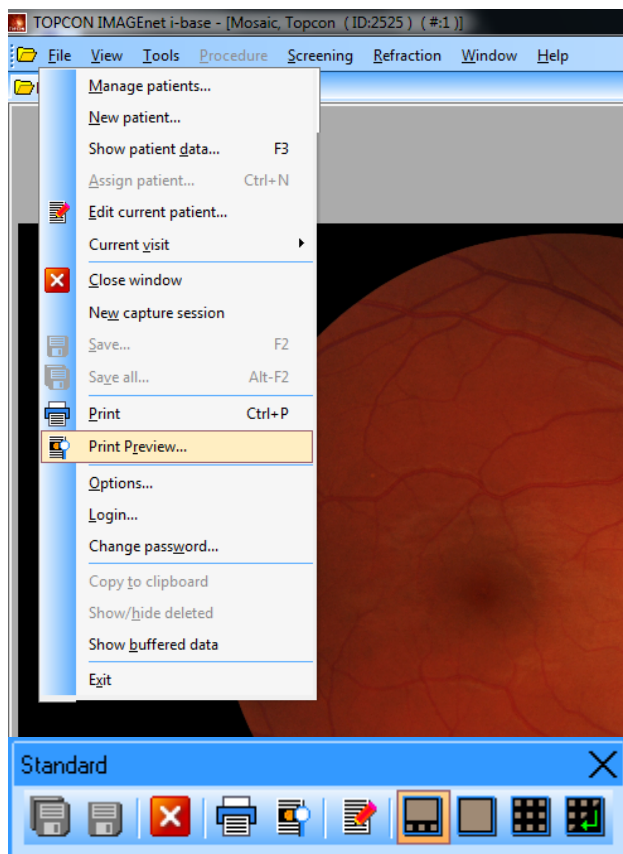 TOPCON IMAGEnet i-base - [Mosaic, Topcon ( ID:2525 ) ( #:1 )]
File View Tools Procedure Screening Refraction Window Help
Manage patients...
New patient...
Show patient data... F3
Assign patient... Ctrl+N
Edit current patient...
Current visit
Close window
New capture session
Save... F2
Save all... Alt-F2
Print Ctrl+P
Print Preview...
Options...
Login...
Change password...
Copy to clipboard
Show/hide deleted
Show buffered data
Exit
Standard